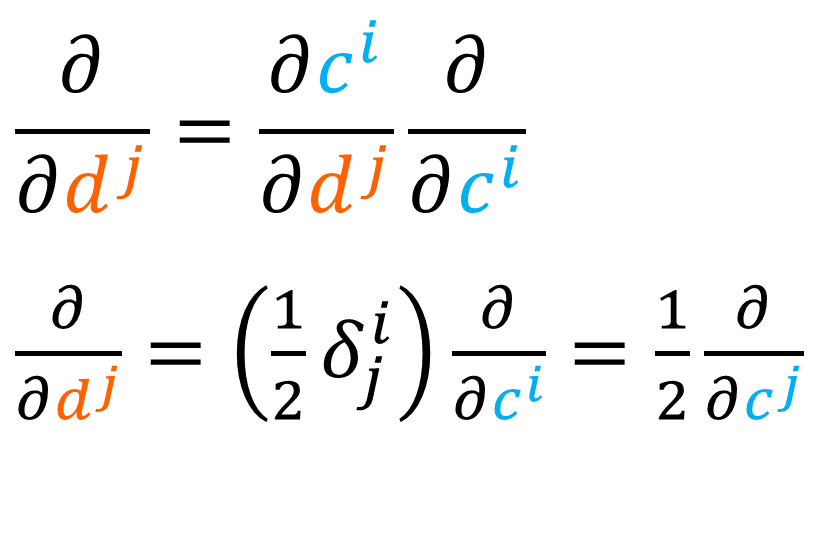 ∂/∂d^j = ∂c^i/∂d^j ∂/∂c^i
∂/∂d^j = (1/2 δ^i_j) ∂/∂c^i = 1/2 ∂/∂c^j